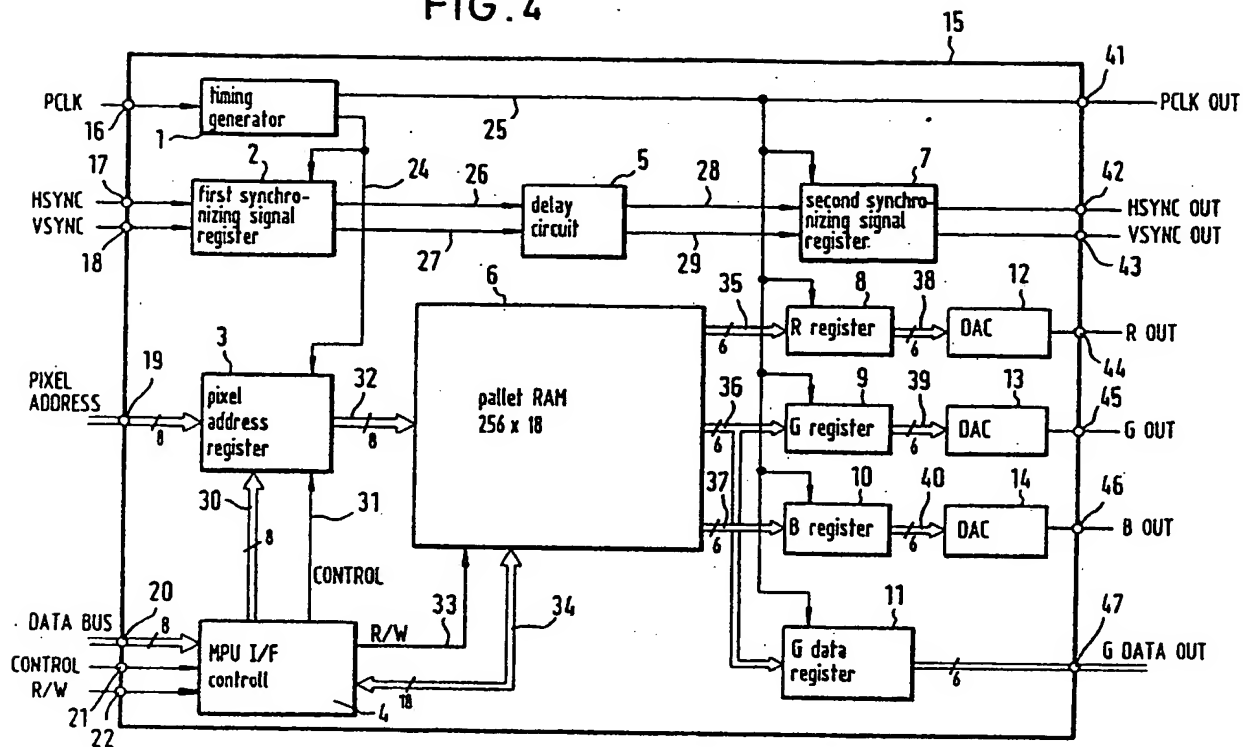 FIG. 4
15
41
PCLK
16
timing
generator
1
25
PCLK OUT
17
HSYNC
VSYNC
18
2
first synchro-
nizing signal
register
24
26
27
5
delay
circuit
28
29
7
second synchro-
nizing signal
register.
42
HSYNC OUT
VSYNC OUT
43
6
pallet RAM
256 x 18
35
6
8
R register
38
6
12
DAC
R OUT
44
PIXEL
ADDRESS
19
8
3
pixel
address
register
32
8
36
6
9
G register
39
6
13
DAC
45
G OUT
30
8
31
CONTROL
37
6
10
B register
40
6
14
DAC
46
B OUT
DATA BUS
20
8
CONTROL
R/W
21
22
MPU I/F
controll
4
R/W
33
34
18
11
G data
register
6
47
G DATA OUT